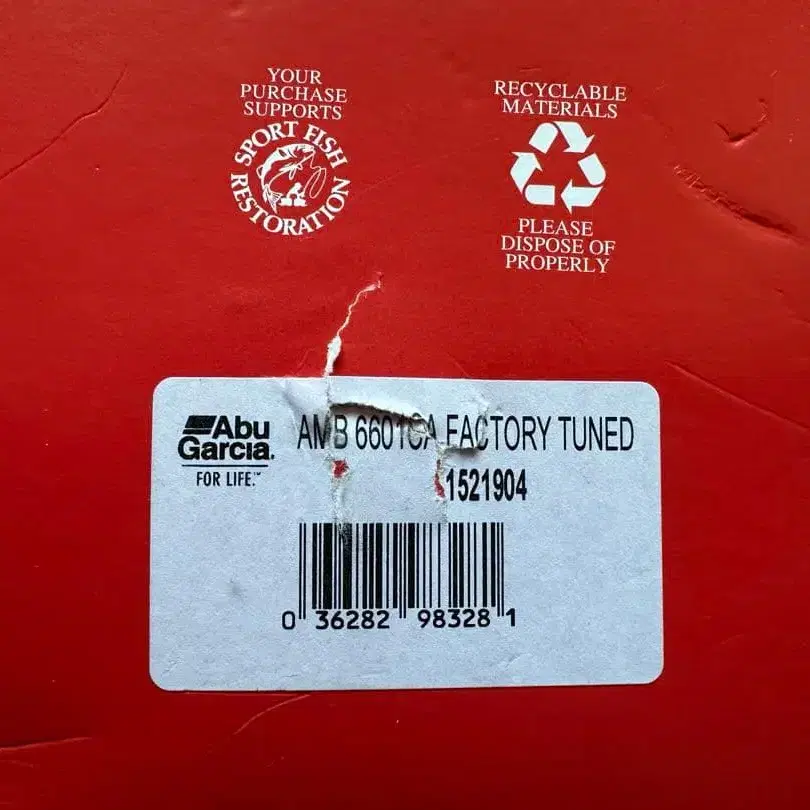 YOUR
PURCHASE
SUPPORTS
SPORT FISH
RESTORATION
RECYCLABLE
MATERIALS
PLEASE
DISPOSE OF
PROPERLY
Abu
Garcia.
FOR LIFE.™
AMB 6601CA FACTORY TUNED
1521904
0 36282 98328 1